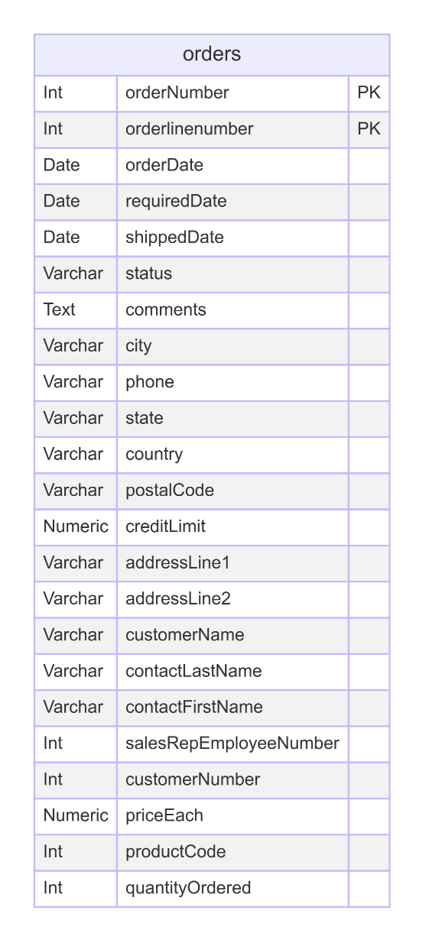 orders
Int orderNumber PK
Int orderlinenumber PK
Date orderDate
Date requiredDate
Date shippedDate
Varchar status
Text comments
Varchar city
Varchar phone
Varchar state
Varchar country
Varchar postalCode
Numeric creditLimit
Varchar addressLine1
Varchar addressLine2
Varchar customerName
Varchar contactLastName
Varchar contactFirstName
Int salesRepEmployeeNumber
Int customerNumber
Numeric priceEach
Int productCode
Int quantityOrdered